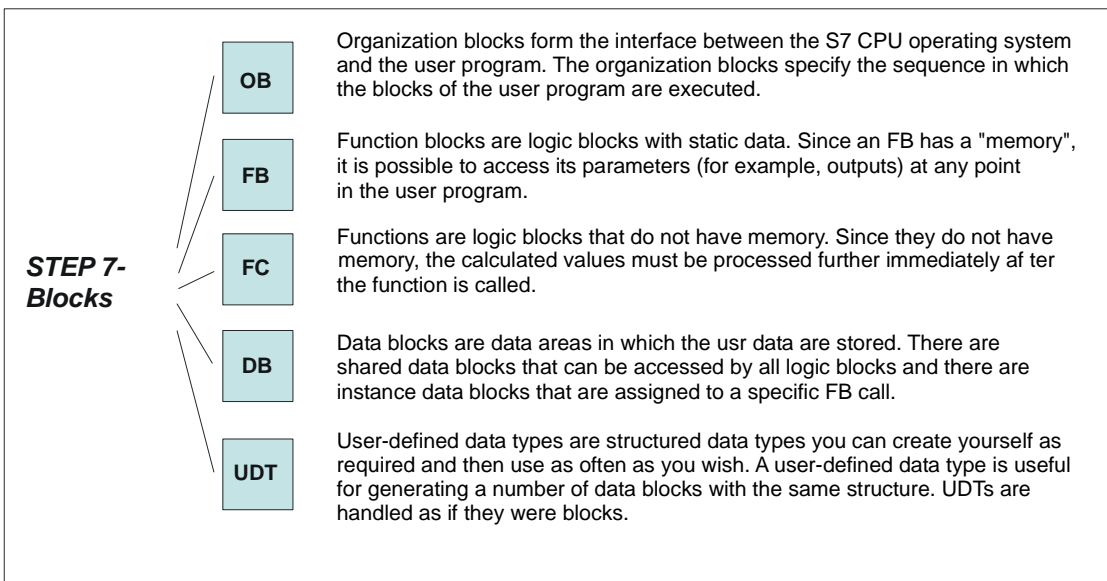 OB
Organization blocks form the interface between the S7 CPU operating system
and the user program. The organization blocks specify the sequence in which
the blocks of the user program are executed.
FB
Function blocks are logic blocks with static data. Since an FB has a "memory",
it is possible to access its parameters (for example, outputs) at any point
in the user program.
STEP 7-
Blocks
FC
Functions are logic blocks that do not have memory. Since they do not have
memory, the calculated values must be processed further immediately af ter
the function is called.
DB
Data blocks are data areas in which the usr data are stored. There are
shared data blocks that can be accessed by all logic blocks and there are
instance data blocks that are assigned to a specific FB call.
UDT
User-defined data types are structured data types you can create yourself as
required and then use as often as you wish. A user-defined data type is useful
for generating a number of data blocks with the same structure. UDTs are
handled as if they were blocks.